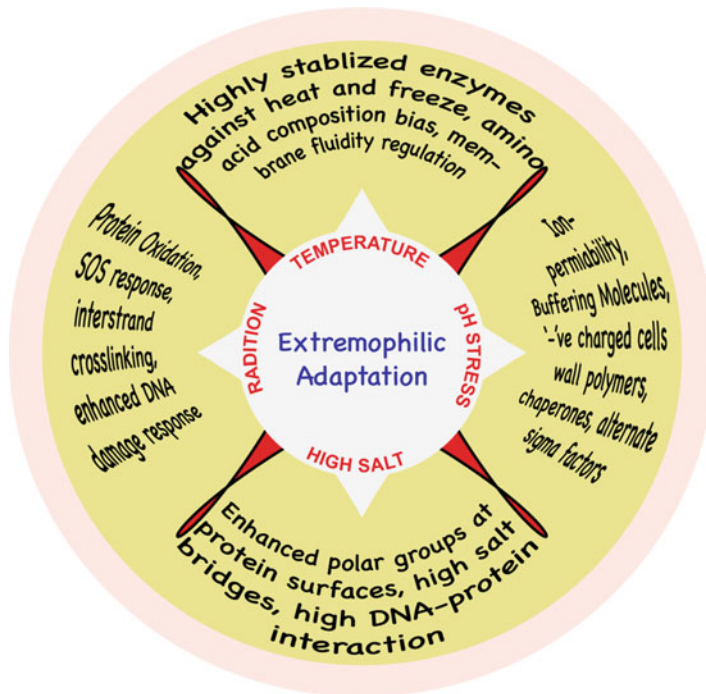 Highly stablized enzymes
against heat and freeze, amino
acid composition bias, mem-
brane fluidity regulation
TEMPERATURE
Protein Oxidation,
SOS response,
interstrand
crosslinking,
enhanced DNA
damage response
RADITION
Extremophilic
Adaptation
pH STRESS
Ion-
permiability,
Buffering Molecules,
'-'ve charged cells
wall polymers,
chaperones, alternate
sigma factors
HIGH SALT
Enhanced polar groups at
protein surfaces, high salt
bridges, high DNA-protein
interaction